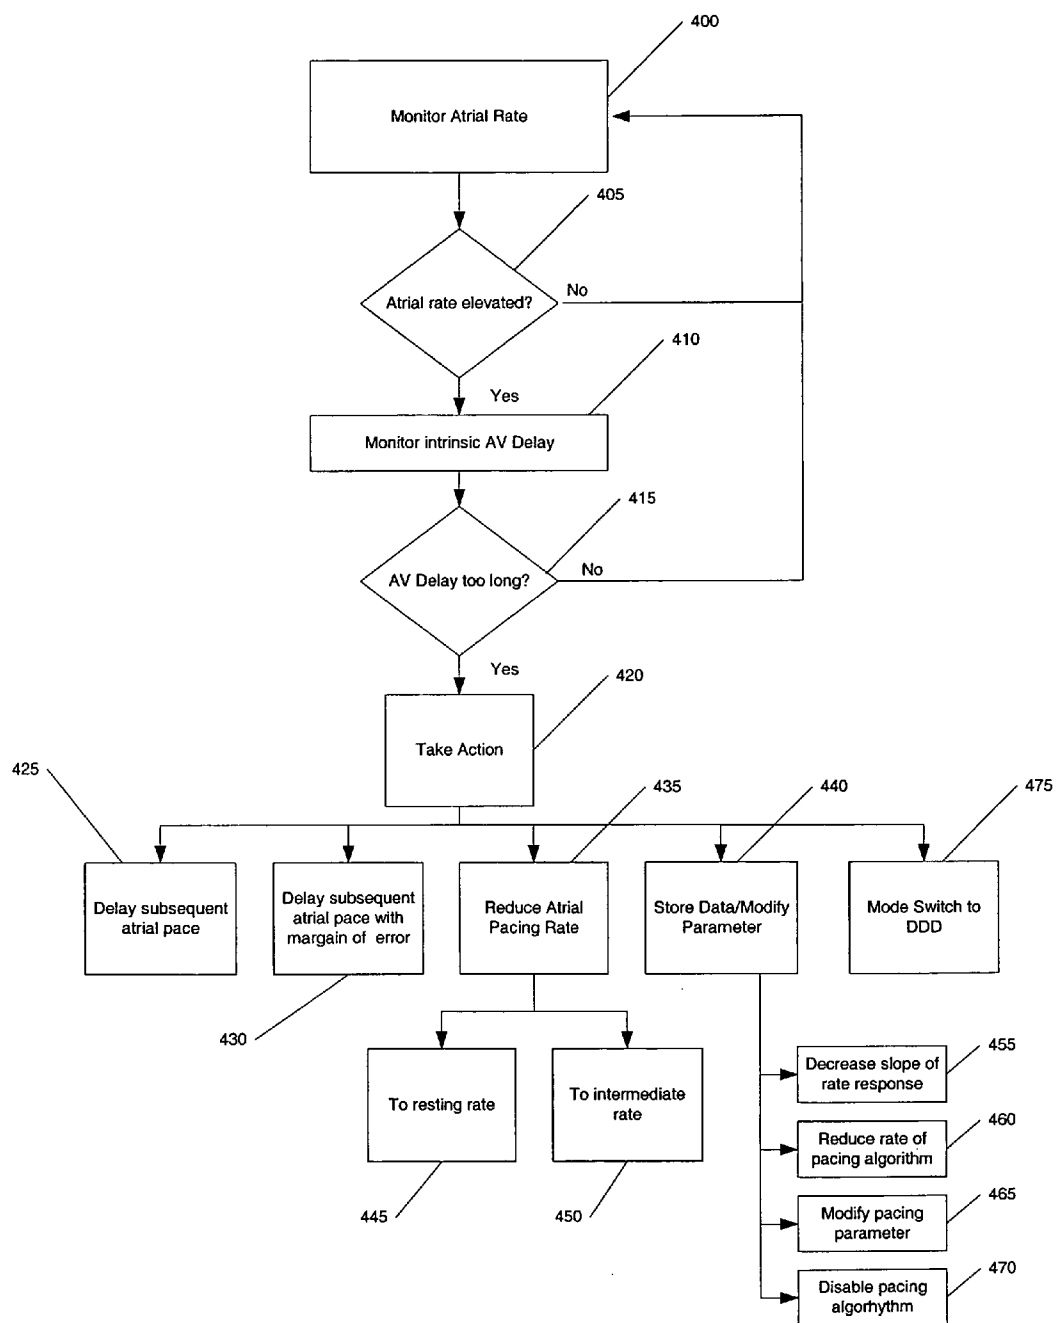 400
Monitor Atrial Rate
405
Atrial rate elevated?
No
410
Yes
Monitor intrinsic AV Delay
415
AV Delay too long?
No
Yes
420
Take Action
425
435
440
475
Delay subsequent
atrial pace
Delay subsequent
atrial pace with
margain of error
Reduce Atrial
Pacing Rate
Store Data/Modify
Parameter
Mode Switch to
DDD
430
455
Decrease slope of
rate response
To resting rate
To intermediate
rate
460
Reduce rate of
pacing algorithm
445
450
465
Modify pacing
parameter
470
Disable pacing
algorhythm